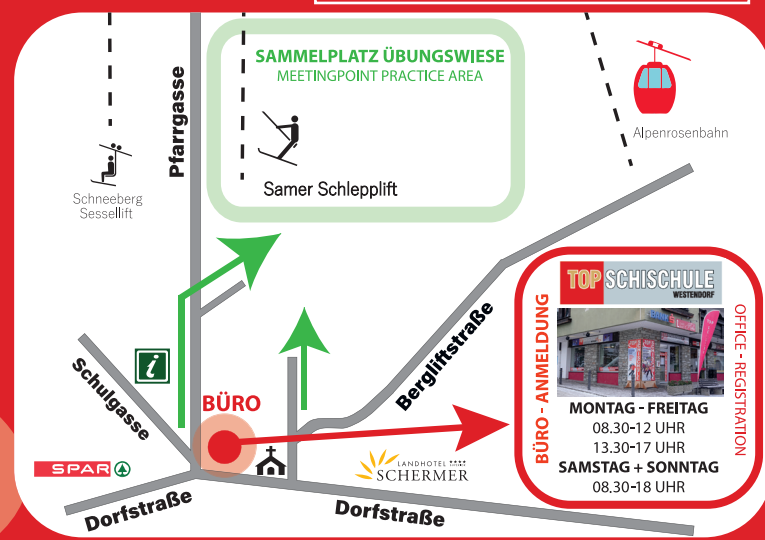 SAMMELPLATZ ÜBUNGSWIESE
MEETINGPOINT PRACTICE AREA
Pfarrgasse
Alpenrosenbahn
Schneeberg
Sessellift
Samer Schlepplift
i
Schulgasse
BÜRO
Bergliftstraße
SPAR
LANDHOTEL ****
SCHERMER
Dorfstraße
Dorfstraße
TOP SCHISCHULE
WESTENDORF
BÜRO - ANMELDUNG
OFFICE - REGISTRATION
MONTAG - FREITAG
08.30-12 UHR
13.30-17 UHR
SAMSTAG + SONNTAG
08.30-18 UHR